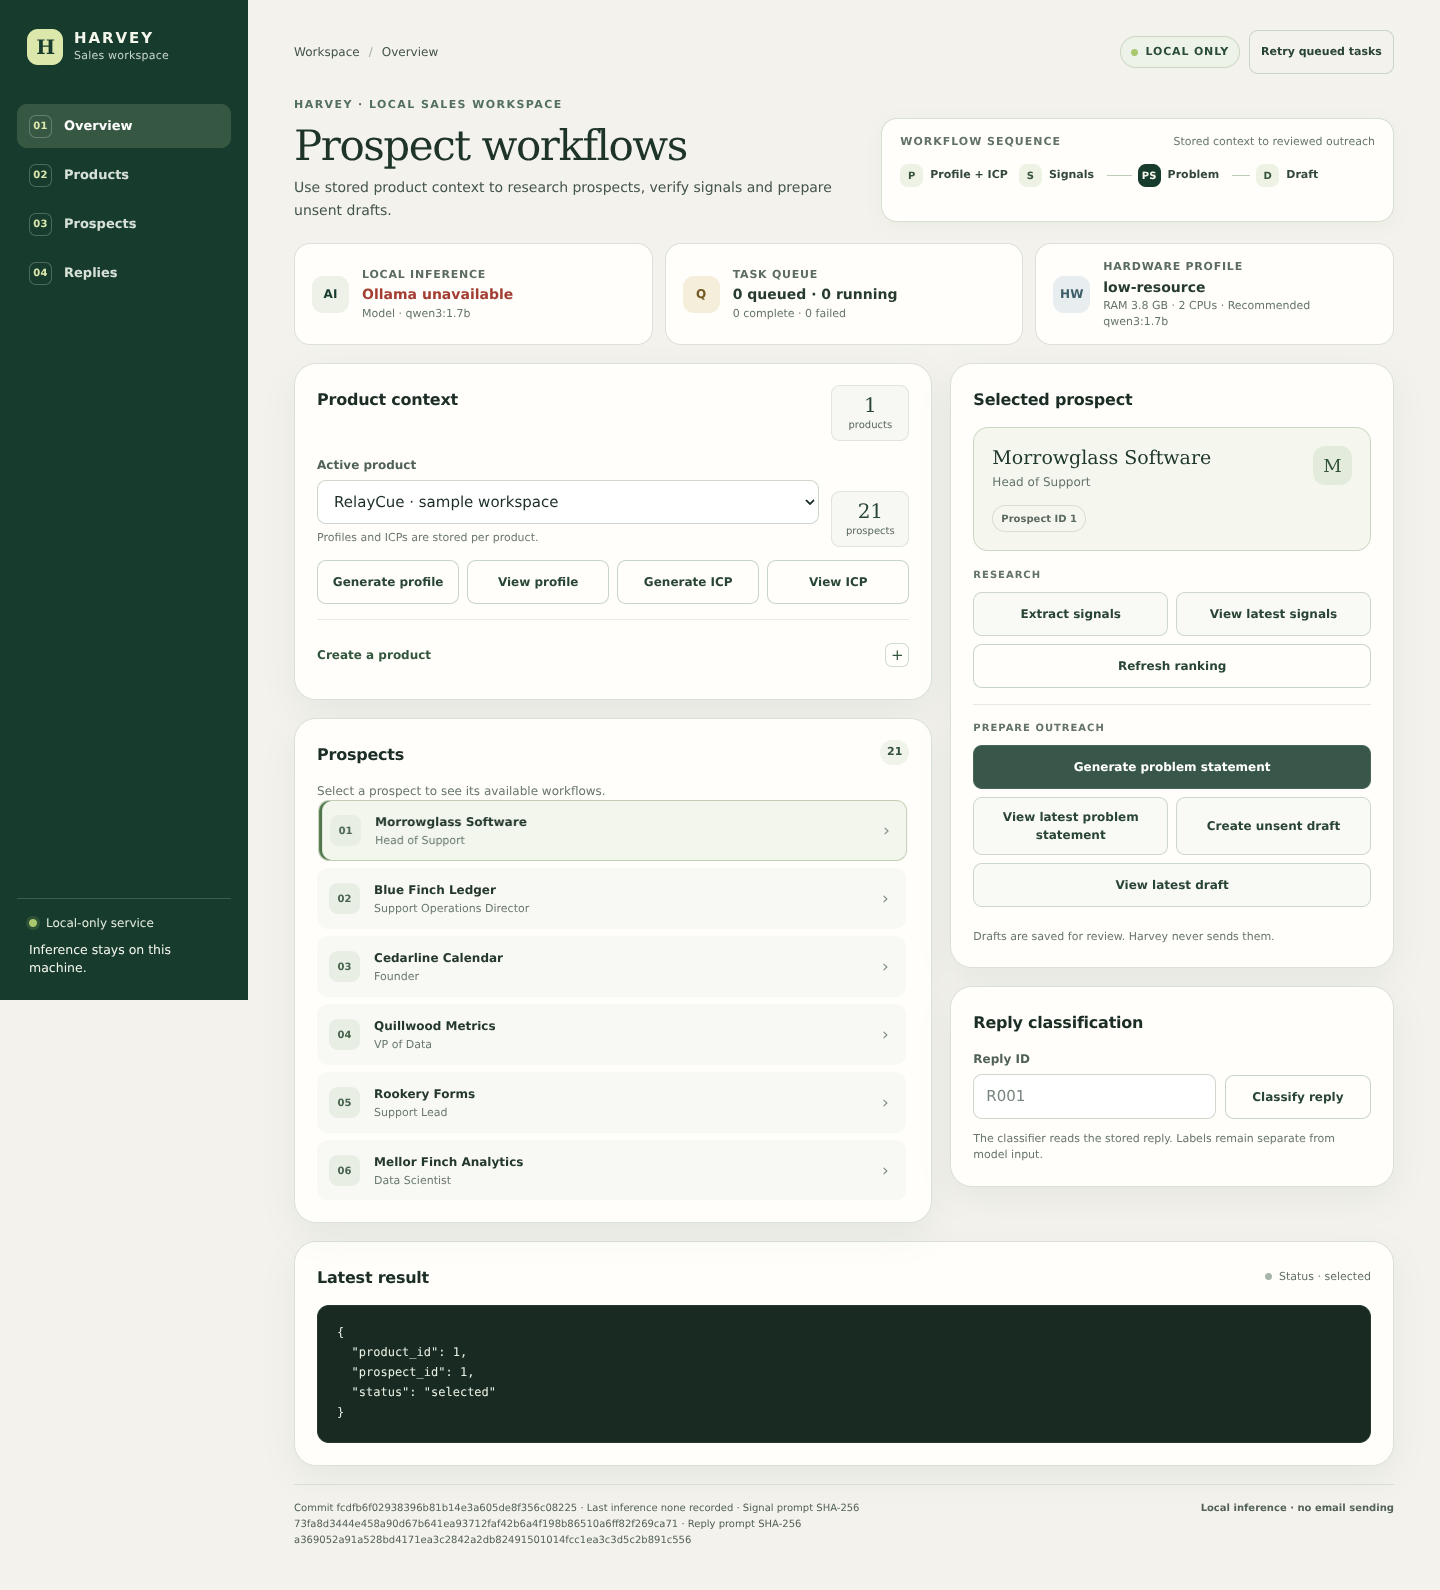 H
HARVEY
Sales workspace
01 Overview
02 Products
03 Prospects
04 Replies
Local-only service
Inference stays on this
machine.
Workspace / Overview
LOCAL ONLY
Retry queued tasks
HARVEY · LOCAL SALES WORKSPACE
Prospect workflows
Use stored product context to research prospects, verify signals and prepare
unsent drafts.
WORKFLOW SEQUENCE
Stored context to reviewed outreach
P Profile + ICP S Signals PS Problem D Draft
AI
LOCAL INFERENCE
Ollama unavailable
Model · qwen3:1.7b
Q
TASK QUEUE
0 queued · 0 running
0 complete · 0 failed
HW
HARDWARE PROFILE
low-resource
RAM 3.8 GB · 2 CPUs · Recommended
qwen3:1.7b
Product context
1
products
Active product
RelayCue · sample workspace
21
prospects
Profiles and ICPs are stored per product.
Generate profile View profile Generate ICP View ICP
Create a product +
Prospects 21
Select a prospect to see its available workflows.
01 Morrowglass Software ›
Head of Support
02 Blue Finch Ledger ›
Support Operations Director
03 Cedarline Calendar ›
Founder
04 Quillwood Metrics ›
VP of Data
05 Rookery Forms ›
Support Lead
06 Mellor Finch Analytics ›
Data Scientist
Selected prospect
Morrowglass Software M
Head of Support
Prospect ID 1
RESEARCH
Extract signals View latest signals
Refresh ranking
PREPARE OUTREACH
Generate problem statement
View latest problem
statement
Create unsent draft
View latest draft
Drafts are saved for review. Harvey never sends them.
Reply classification
Reply ID
R001 Classify reply
The classifier reads the stored reply. Labels remain separate from
model input.
Latest result
Status · selected
{
"product_id": 1,
"prospect_id": 1,
"status": "selected"
}
Commit fcdfb6f02938396b81b14e3a605de8f356c08225 · Last inference none recorded · Signal prompt SHA-256
73fa8d3444e458a90d67b641ea93712faf42b6a4f198b86510a6ff82f269ca71 · Reply prompt SHA-256
a369052a91a528bd4171ea3c2842a2db82491501014fcc1ea3c3d5c2b891c556
Local inference · no email sending